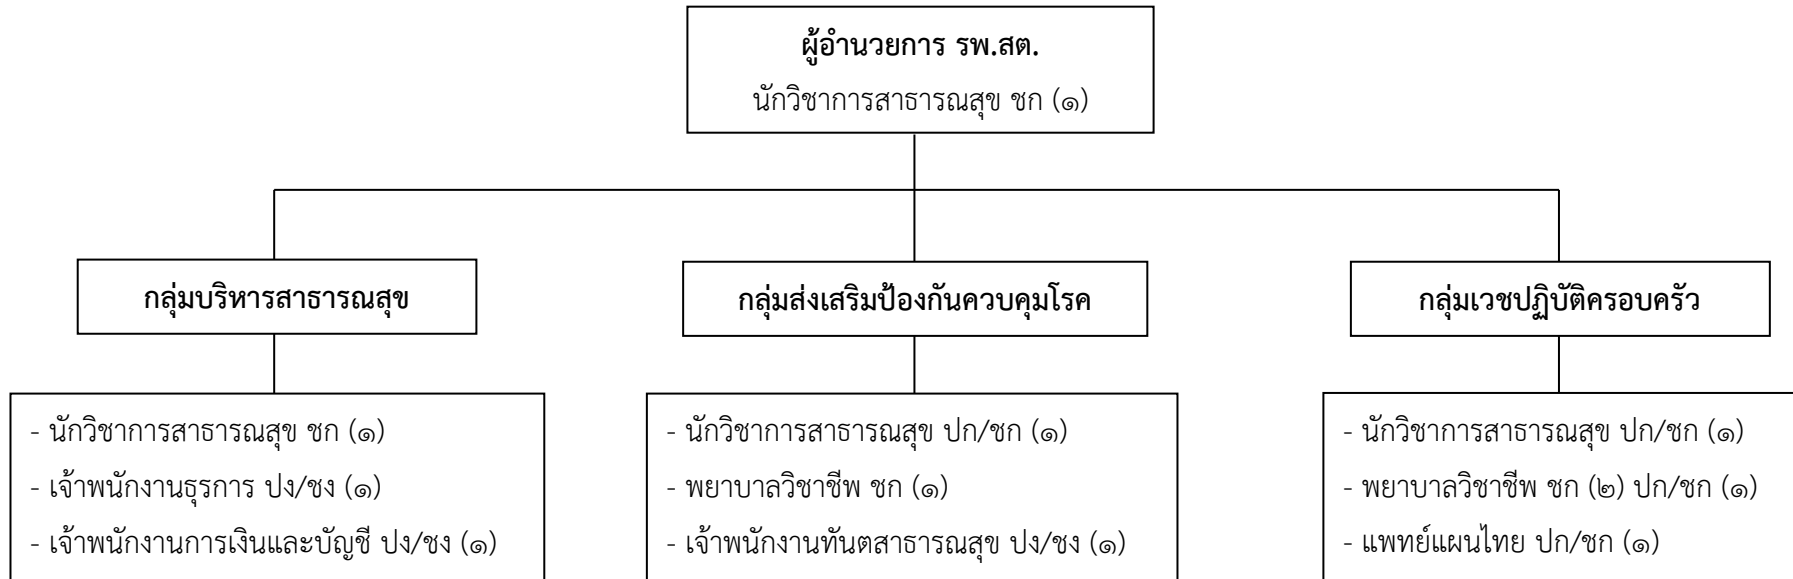 ผู้อำนวยการ รพ.สต.
นักวิชาการสาธารณสุข ชก (๑)
กลุ่มบริหารสาธารณสุข
กลุ่มส่งเสริมป้องกันควบคุมโรค
กลุ่มเวชปฏิบัติครอบครัว
- นักวิชาการสาธารณสุข ชก (๑)
- เจ้าพนักงานธุรการ ปง/ชง (๑)
- เจ้าพนักงานการเงินและบัญชี ปง/ชง (๑)
- นักวิชาการสาธารณสุข ปก/ชก (๑)
- พยาบาลวิชาชีพ ชก (๑)
- เจ้าพนักงานทันตสาธารณสุข ปง/ชง (๑)
- นักวิชาการสาธารณสุข ปก/ชก (๑)
- พยาบาลวิชาชีพ ชก (๒) ปก/ชก (๑)
- แพทย์แผนไทย ปก/ชก (๑)